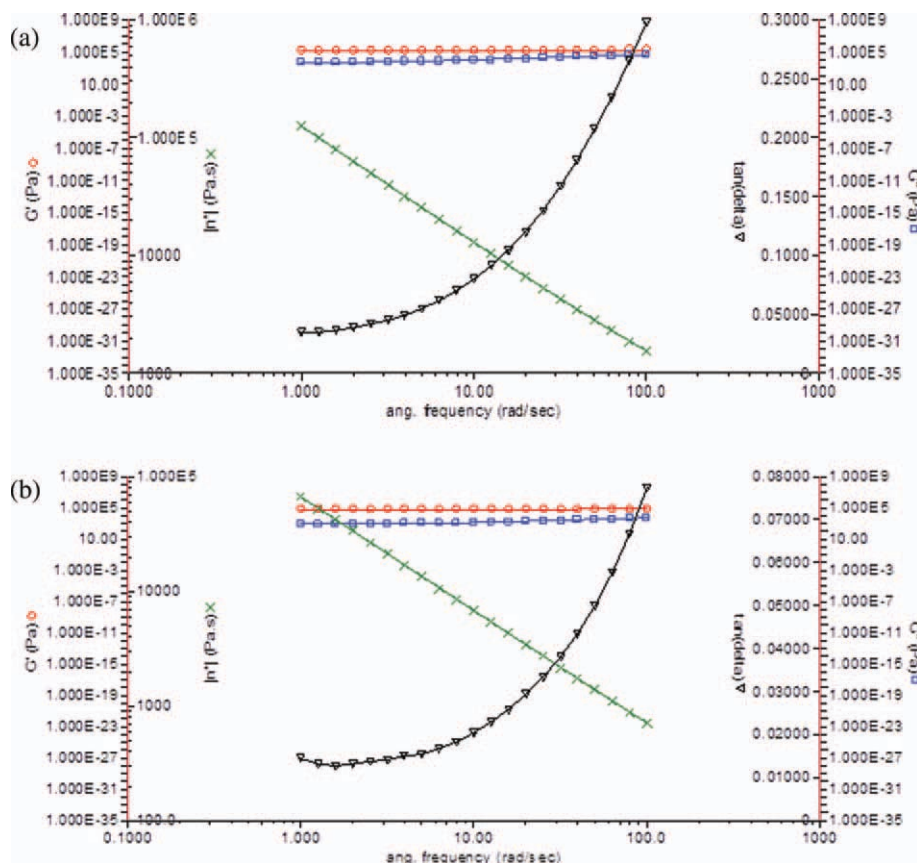 (a)
1.000E9
1.000E5
10.00
1.000E-3
1.000E-7
1.000E-11
1.000E-15
1.000E-19
1.000E-23
1.000E-27
1.000E-31
1.000E-35
G' (Pa)
1.000E6
1.000E5
10000
1000
|n*| (Pa.s)
0.3000
0.2500
0.2000
0.1500
0.1000
0.05000
0
tan(delta)
1.000E9
1.000E5
10.00
1.000E-3
1.000E-7
1.000E-11
1.000E-15
1.000E-19
1.000E-23
1.000E-27
1.000E-31
1.000E-35
G'' (Pa)
0.1000
1.000
10.00
100.0
1000
ang. frequency (rad/sec)
(b)
1.000E9
1.000E5
10.00
1.000E-3
1.000E-7
1.000E-11
1.000E-15
1.000E-19
1.000E-23
1.000E-27
1.000E-31
1.000E-35
G' (Pa)
1.000E5
10000
1000
100.0
|n*| (Pa.s)
0.08000
0.07000
0.06000
0.05000
0.04000
0.03000
0.02000
0.01000
0
tan(delta)
1.000E9
1.000E5
10.00
1.000E-3
1.000E-7
1.000E-11
1.000E-15
1.000E-19
1.000E-23
1.000E-27
1.000E-31
1.000E-35
G'' (Pa)
0.1000
1.000
10.00
100.0
1000
ang. frequency (rad/sec)